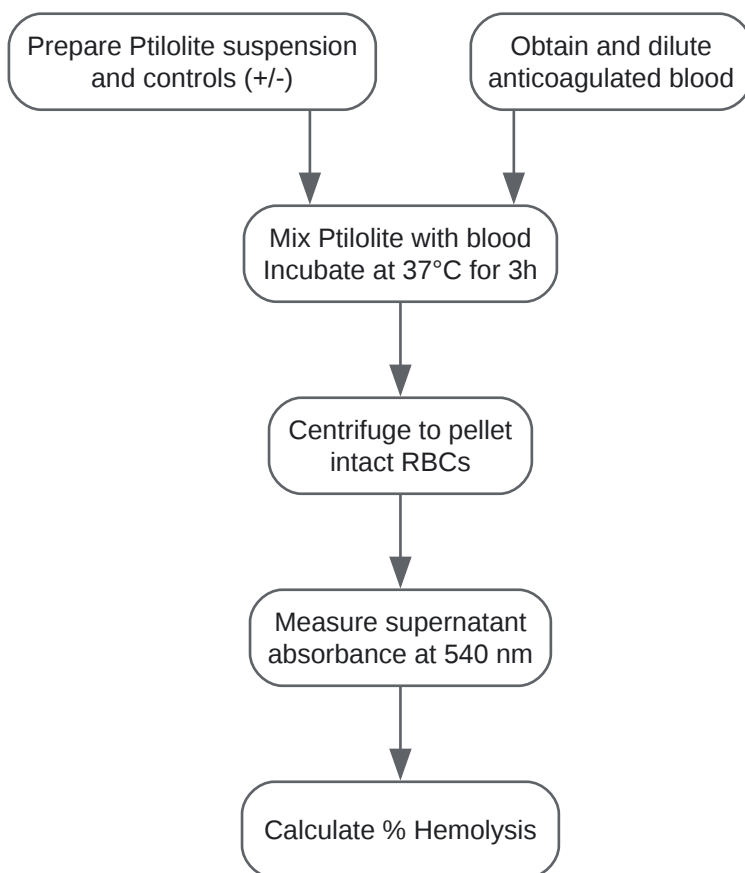 Prepare Ptilolite suspension
and controls (+/-)
Obtain and dilute
anticoagulated blood
Mix Ptilolite with blood
Incubate at 37°C for 3h
Centrifuge to pellet
intact RBCs
Measure supernatant
absorbance at 540 nm
Calculate % Hemolysis